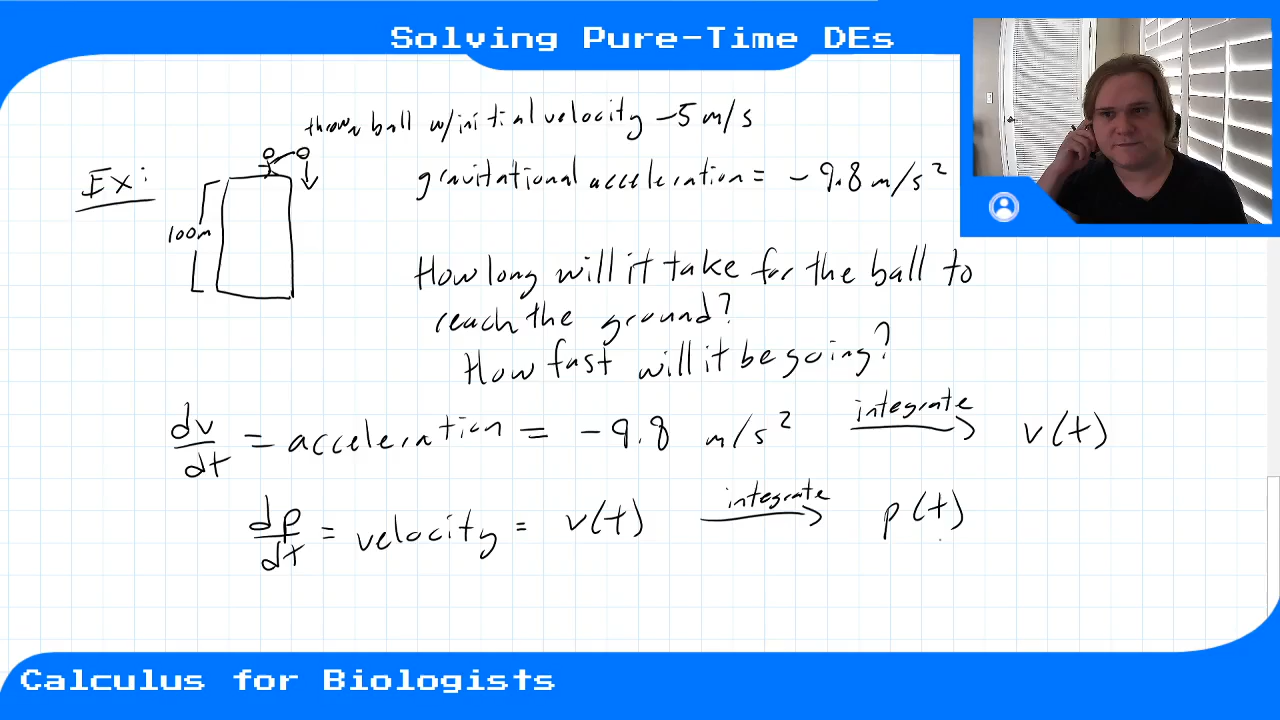 Solving Pure-Time DEs
thrown ball w/initial velocity -5 m/s
Ex:
gravitational acceleration = -9.8 m/s²
100m
How long will it take for the ball to
reach the ground?
How fast will it be going?
dv/dt = acceleration = -9.8 m/s² integrate v(t)
dp/dt = velocity = v(t) integrate p(t)
Calculus for Biologists